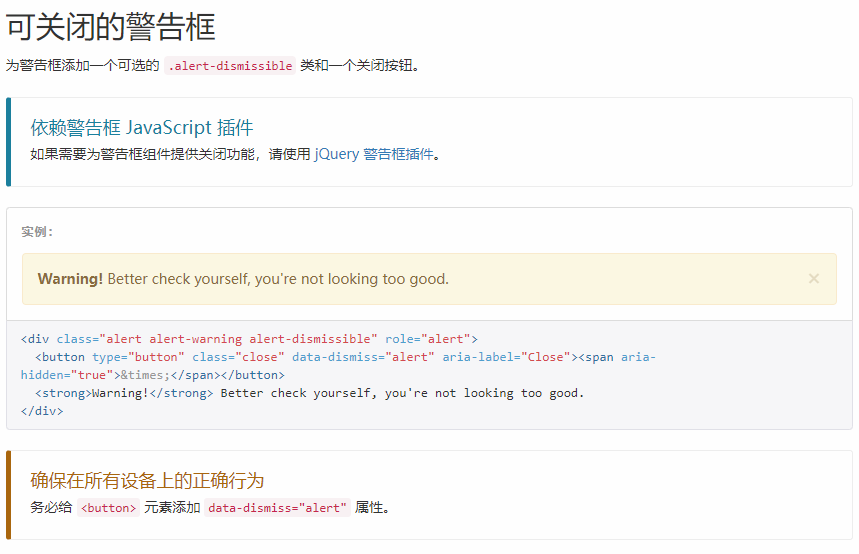 可关闭的警告框
为警告框添加一个可选的 .alert-dismissible 类和一个关闭按钮。
依赖警告框 JavaScript 插件
如果需要为警告框组件提供关闭功能，请使用 jQuery 警告框插件。
实例：
Warning! Better check yourself, you're not looking too good. ×
<div class="alert alert-warning alert-dismissible" role="alert">
  <button type="button" class="close" data-dismiss="alert" aria-label="Close"><span aria-
hidden="true">&times;</span></button>
  <strong>Warning!</strong> Better check yourself, you're not looking too good.
</div>
确保在所有设备上的正确行为
务必给 <button> 元素添加 data-dismiss="alert" 属性。